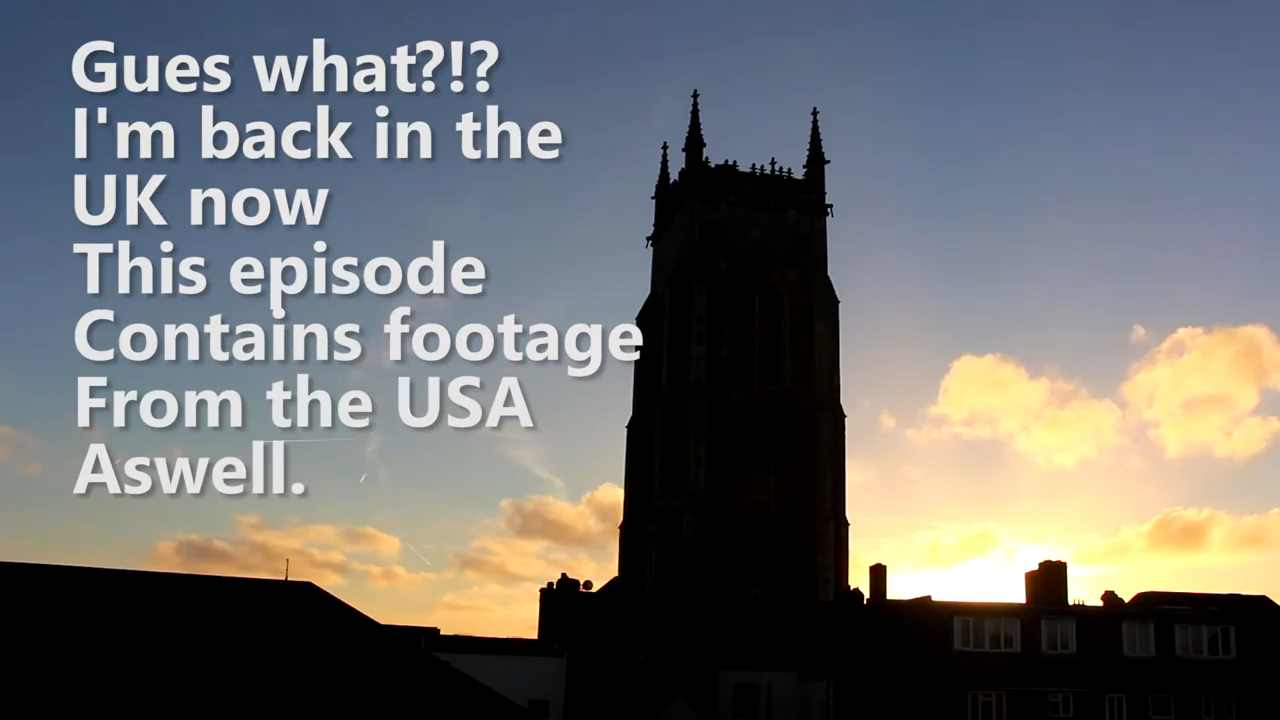 Gues what?!?
I'm back in the
UK now
This episode
Contains footage
From the USA
Aswell.